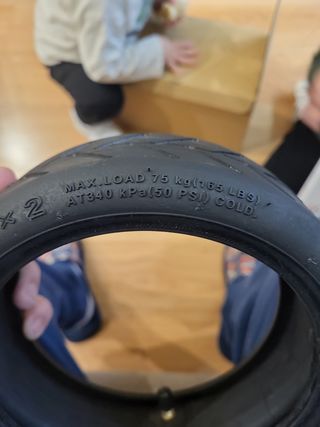 × 2
MAX.LOAD 75 kg(165 LBS)
AT340 kPa(50 PSI) COLD.